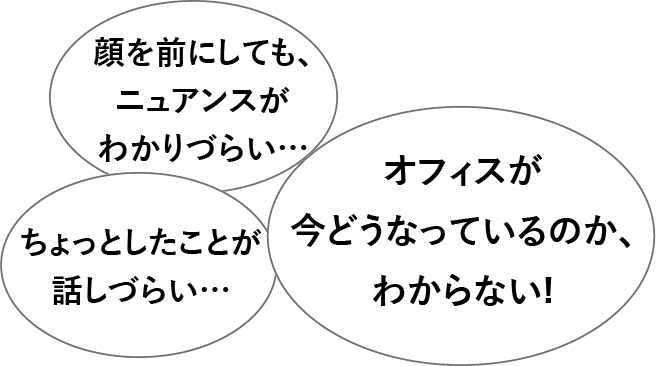 顔を前にしても、
ニュアンスが
わかりづらい…
ちょっとしたことが
話しづらい…
オフィスが
今どうなっているのか、
わからない!